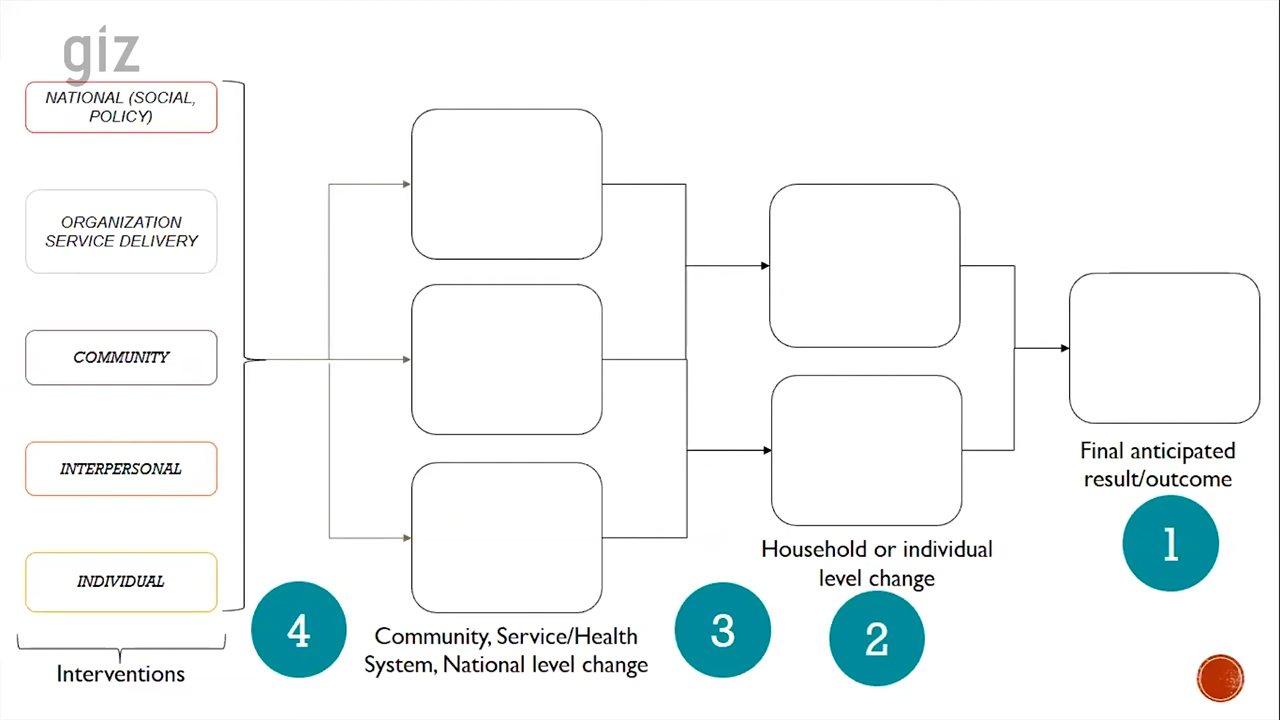 giz
NATIONAL (SOCIAL,
POLICY)
ORGANIZATION
SERVICE DELIVERY
COMMUNITY
INTERPERSONAL
INDIVIDUAL
Interventions
4
Community, Service/Health
System, National level change
3
Household or individual
level change
2
Final anticipated
result/outcome
1